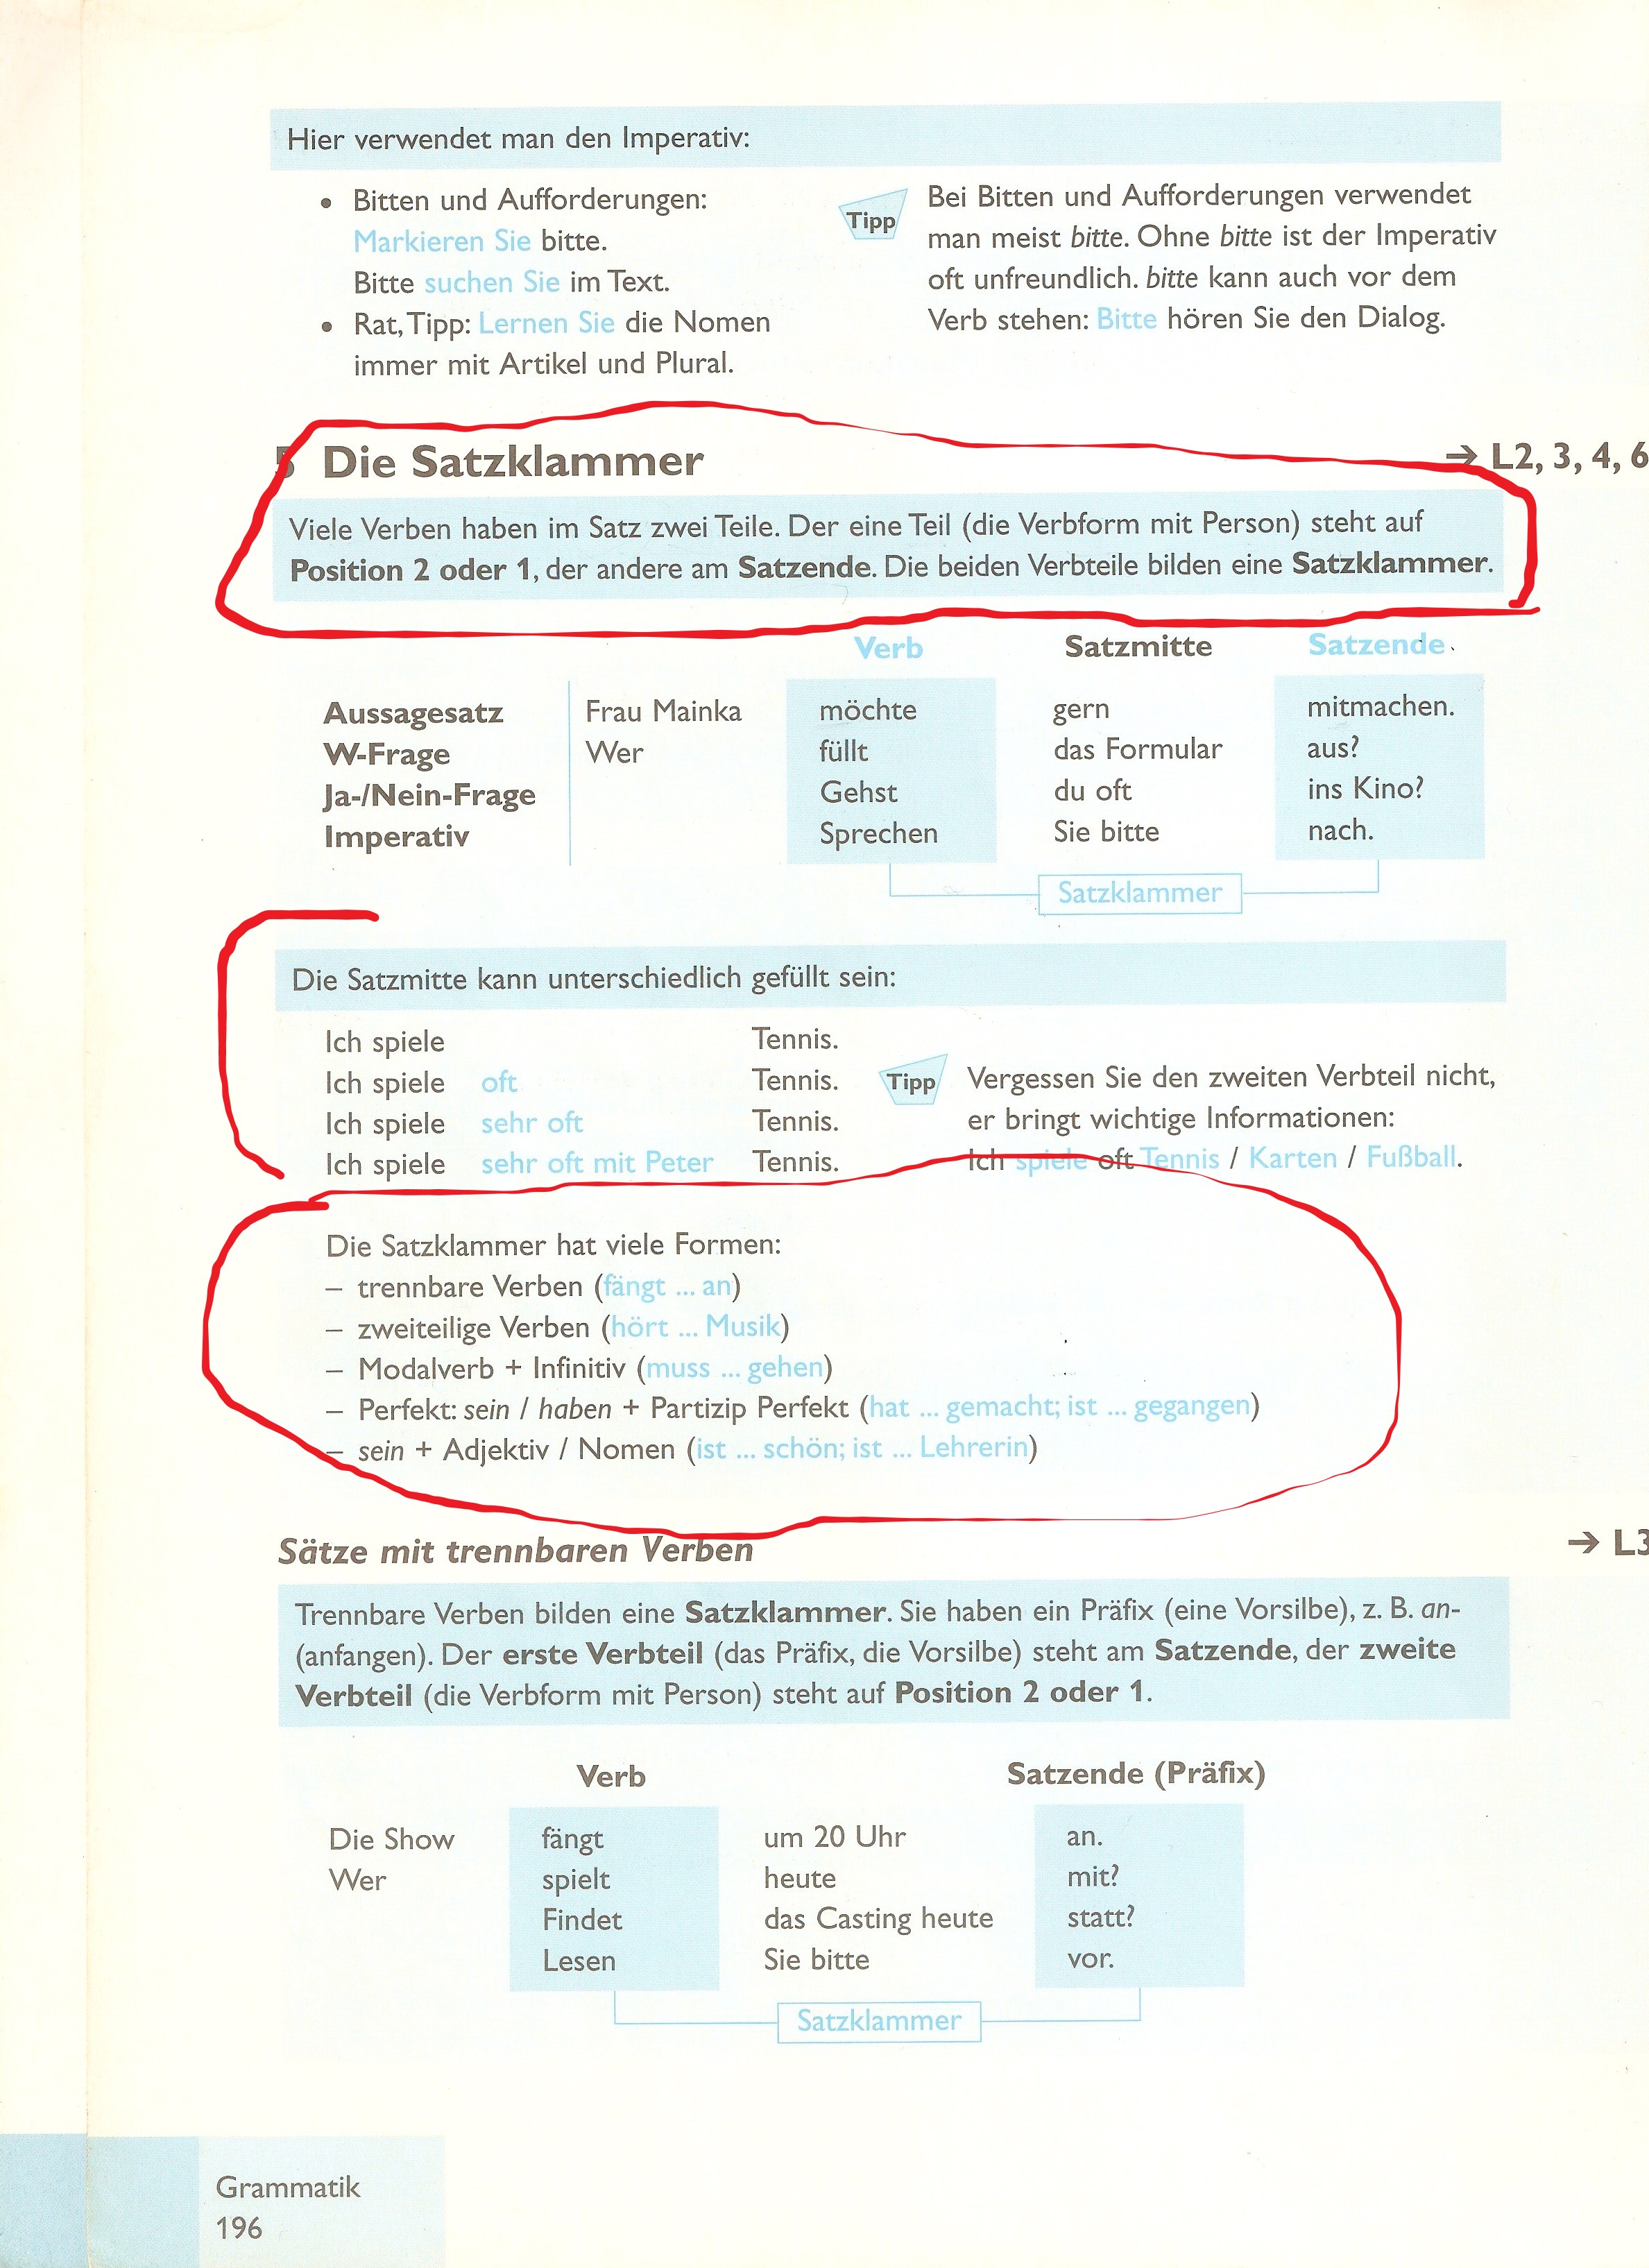 Hier verwendet man den Imperativ:
• Bitten und Aufforderungen:
Markieren Sie bitte.
Bitte suchen Sie im Text.
• Rat, Tipp: Lernen Sie die Nomen
immer mit Artikel und Plural.
Tipp
Bei Bitten und Aufforderungen verwendet
man meist bitte. Ohne bitte ist der Imperativ
oft unfreundlich. bitte kann auch vor dem
Verb stehen: Bitte hören Sie den Dialog.
5 Die Satzklammer → L2, 3, 4, 6
Viele Verben haben im Satz zwei Teile. Der eine Teil (die Verbform mit Person) steht auf
Position 2 oder 1, der andere am Satzende. Die beiden Verbteile bilden eine Satzklammer.
Verb Satzmitte Satzende
Aussagesatz Frau Mainka möchte gern mitmachen.
W-Frage Wer füllt das Formular aus?
Ja-/Nein-Frage Gehst du oft ins Kino?
Imperativ Sprechen Sie bitte nach.
Satzklammer
Die Satzmitte kann unterschiedlich gefüllt sein:
Ich spiele Tennis.
Ich spiele oft Tennis.
Ich spiele sehr oft Tennis.
Ich spiele sehr oft mit Peter Tennis.
Tipp
Vergessen Sie den zweiten Verbteil nicht,
er bringt wichtige Informationen:
Ich spiele oft Tennis / Karten / Fußball.
Die Satzklammer hat viele Formen:
– trennbare Verben (fängt ... an)
– zweiteilige Verben (hört ... Musik)
– Modalverb + Infinitiv (muss ... gehen)
– Perfekt: sein / haben + Partizip Perfekt (hat ... gemacht; ist ... gegangen)
– sein + Adjektiv / Nomen (ist ... schön; ist ... Lehrerin)
Sätze mit trennbaren Verben → L3
Trennbare Verben bilden eine Satzklammer. Sie haben ein Präfix (eine Vorsilbe), z. B. an-
(anfangen). Der erste Verbteil (das Präfix, die Vorsilbe) steht am Satzende, der zweite
Verbteil (die Verbform mit Person) steht auf Position 2 oder 1.
Verb Satzende (Präfix)
Die Show fängt um 20 Uhr an.
Wer spielt heute mit?
Findet das Casting heute statt?
Lesen Sie bitte vor.
Satzklammer
Grammatik
196